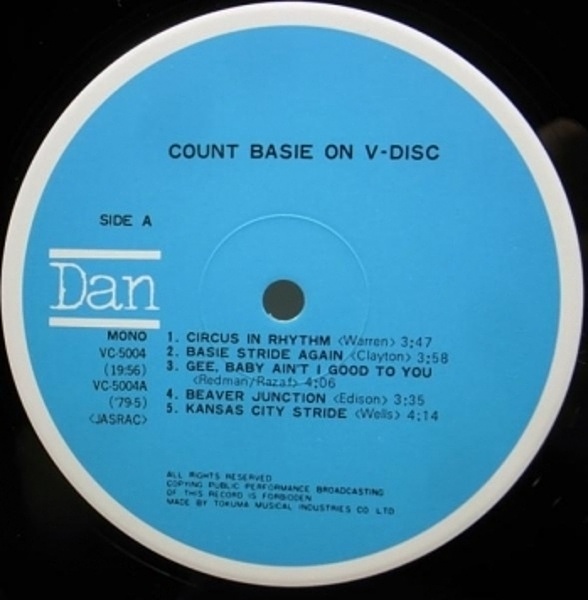 COUNT BASIE ON V-DISC
SIDE A
Dan
MONO
VC-5004
(19:56)
VC-5004A
('79·5)
<JASRAC>
1. CIRCUS IN RHYTHM <Warren> 3:47
2. BASIE STRIDE AGAIN <Clayton> 3:58
3. GEE, BABY AIN'T I GOOD TO YOU
<Redman/Razaf> 4:06
4. BEAVER JUNCTION <Edison> 3:35
5. KANSAS CITY STRIDE <Wells> 4:14
ALL RIGHTS RESERVED
COPYING PUBLIC PERFORMANCE BROADCASTING
OF THIS RECORD IS FORBIDDEN
MADE BY TOKUMA MUSICAL INDUSTRIES CO LTD